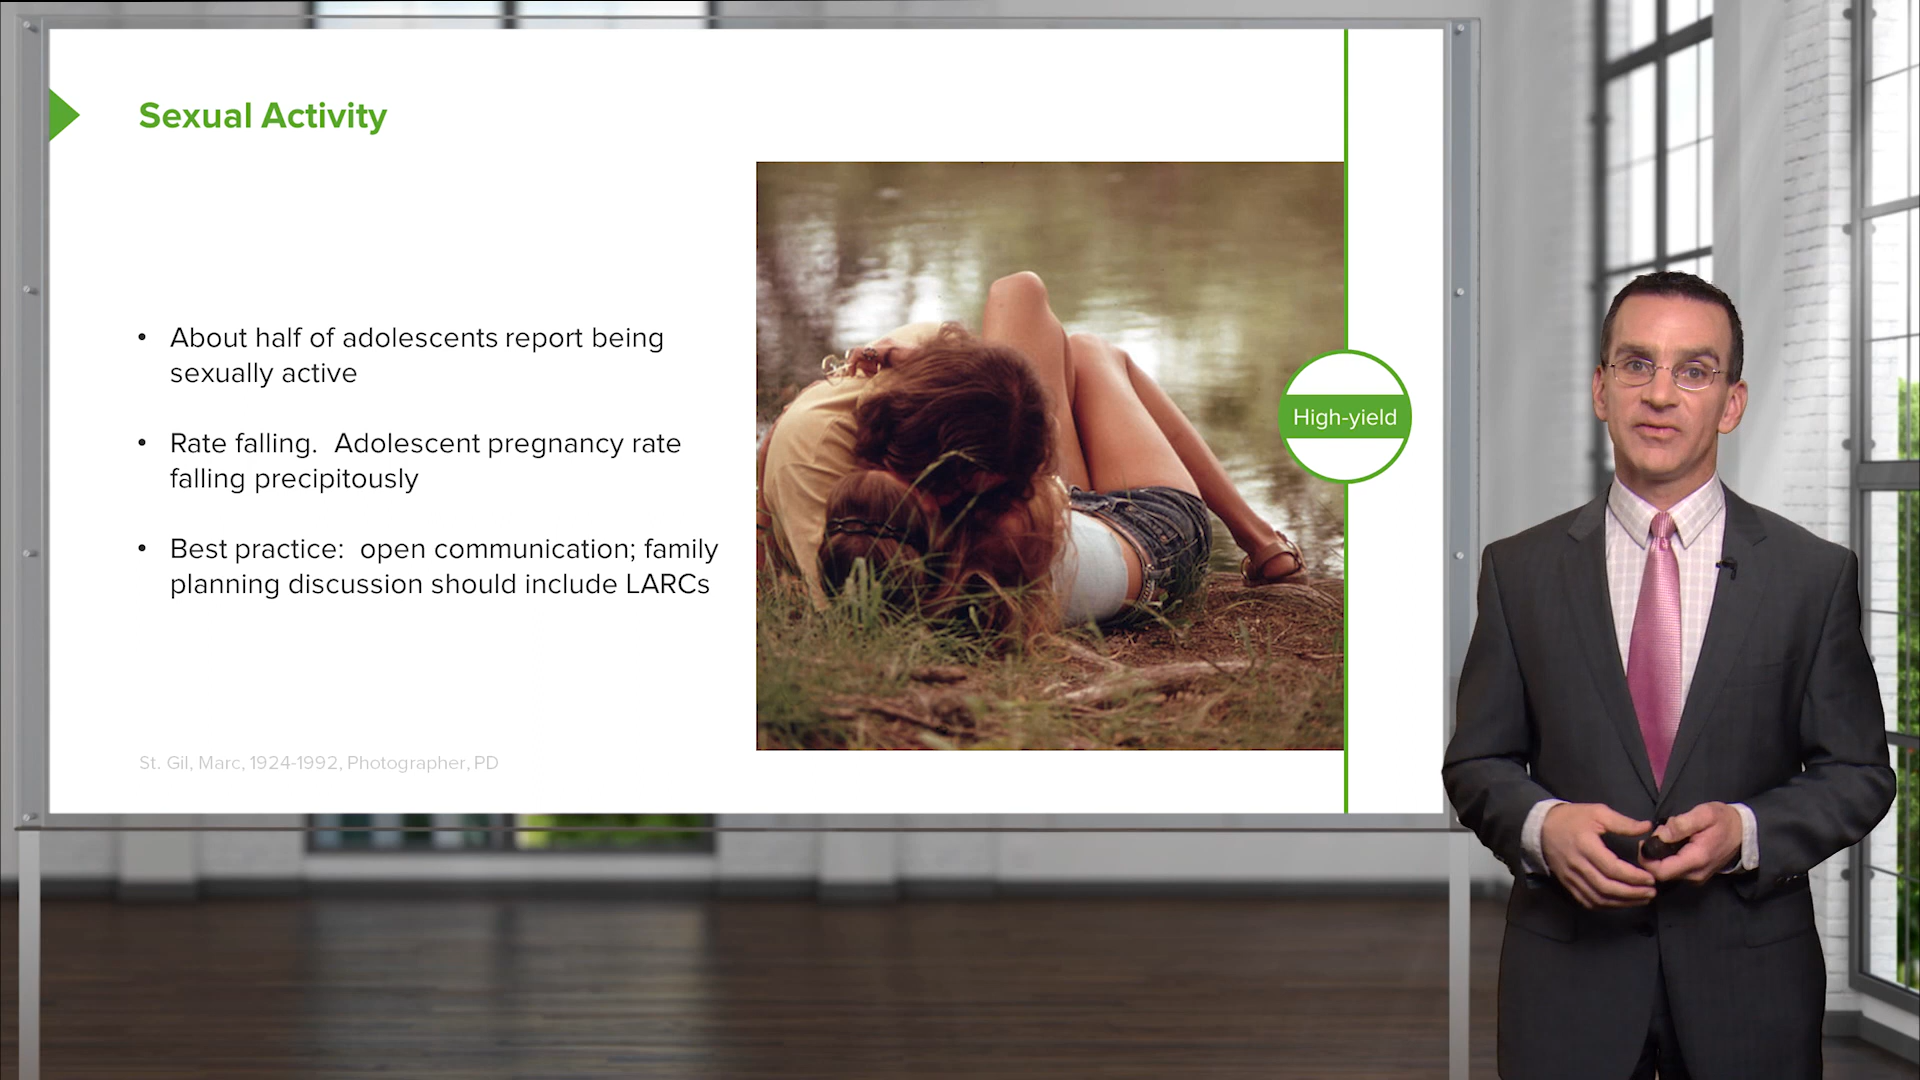 Sexual Activity
• About half of adolescents report being
sexually active
• Rate falling. Adolescent pregnancy rate
falling precipitously
• Best practice: open communication; family
planning discussion should include LARCs
High-yield
St. Gil, Marc, 1924-1992, Photographer, PD